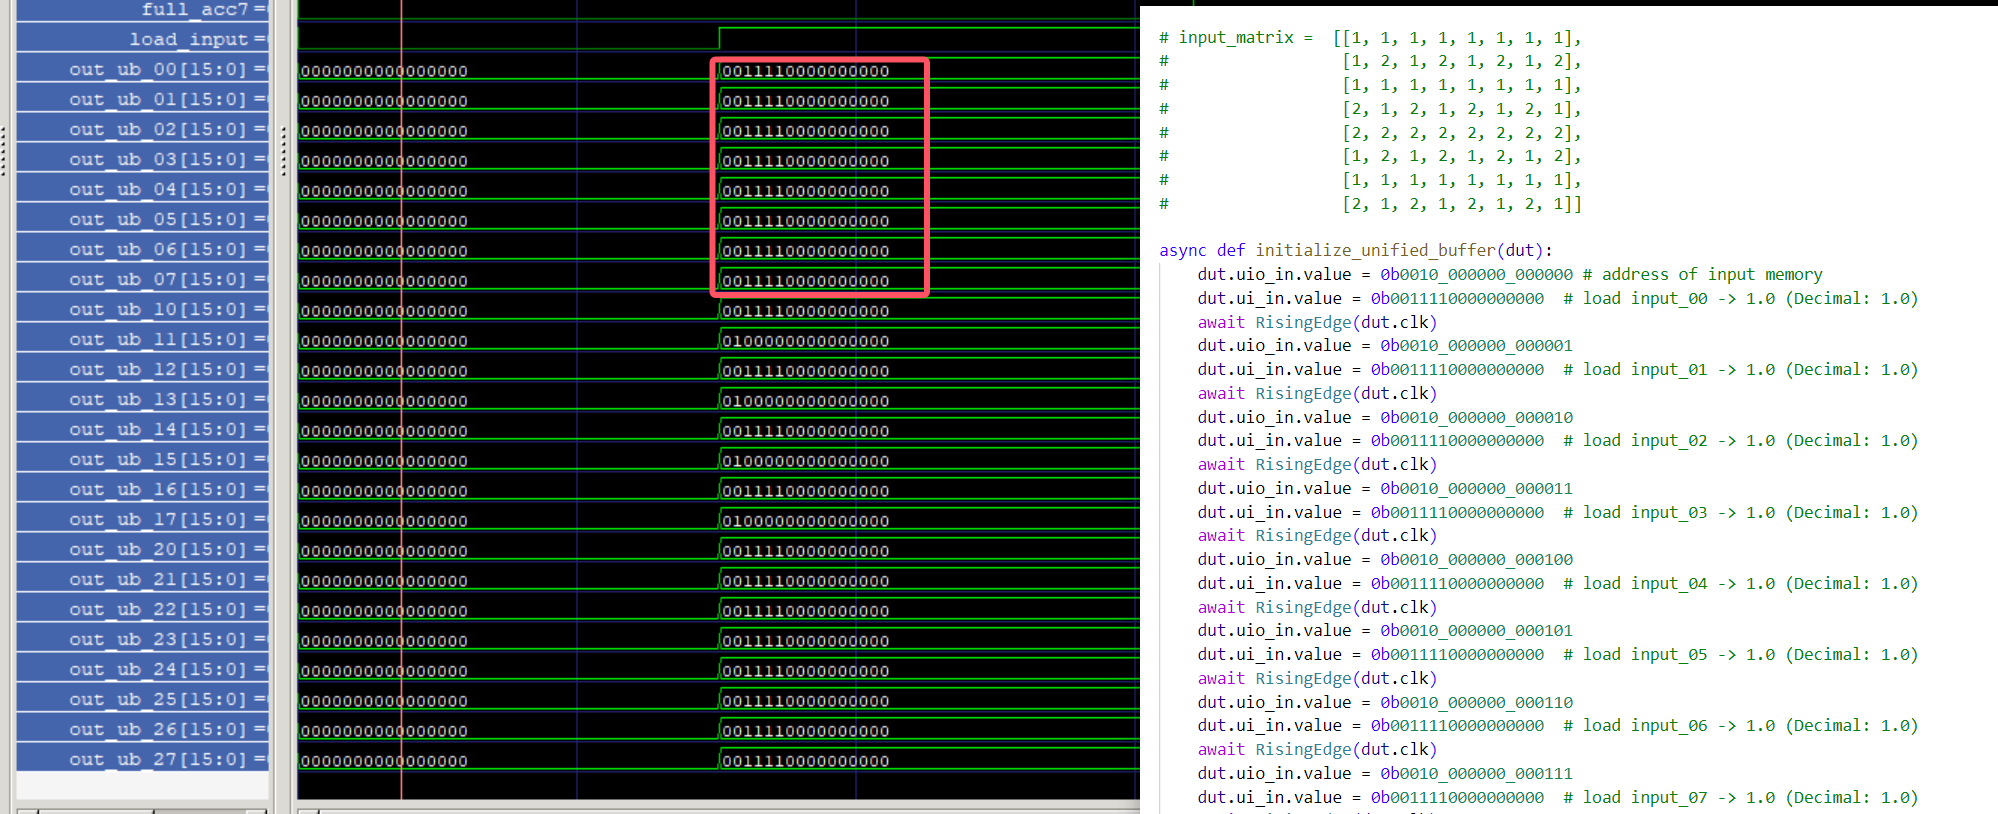 full_acc7 =
load_input =
out_ub_00[15:0] = 0000000000000000 0011110000000000
out_ub_01[15:0] = 0000000000000000 0011110000000000
out_ub_02[15:0] = 0000000000000000 0011110000000000
out_ub_03[15:0] = 0000000000000000 0011110000000000
out_ub_04[15:0] = 0000000000000000 0011110000000000
out_ub_05[15:0] = 0000000000000000 0011110000000000
out_ub_06[15:0] = 0000000000000000 0011110000000000
out_ub_07[15:0] = 0000000000000000 0011110000000000
out_ub_10[15:0] = 0000000000000000 0011110000000000
out_ub_11[15:0] = 0000000000000000 0100000000000000
out_ub_12[15:0] = 0000000000000000 0011110000000000
out_ub_13[15:0] = 0000000000000000 0100000000000000
out_ub_14[15:0] = 0000000000000000 0011110000000000
out_ub_15[15:0] = 0000000000000000 0100000000000000
out_ub_16[15:0] = 0000000000000000 0011110000000000
out_ub_17[15:0] = 0000000000000000 0100000000000000
out_ub_20[15:0] = 0000000000000000 0011110000000000
out_ub_21[15:0] = 0000000000000000 0011110000000000
out_ub_22[15:0] = 0000000000000000 0011110000000000
out_ub_23[15:0] = 0000000000000000 0011110000000000
out_ub_24[15:0] = 0000000000000000 0011110000000000
out_ub_25[15:0] = 0000000000000000 0011110000000000
out_ub_26[15:0] = 0000000000000000 0011110000000000
out_ub_27[15:0] = 0000000000000000 0011110000000000
# input_matrix = [[1, 1, 1, 1, 1, 1, 1, 1],
# [1, 2, 1, 2, 1, 2, 1, 2],
# [1, 1, 1, 1, 1, 1, 1, 1],
# [2, 1, 2, 1, 2, 1, 2, 1],
# [2, 2, 2, 2, 2, 2, 2, 2],
# [1, 2, 1, 2, 1, 2, 1, 2],
# [1, 1, 1, 1, 1, 1, 1, 1],
# [2, 1, 2, 1, 2, 1, 2, 1]]
async def initialize_unified_buffer(dut):
dut.uio_in.value = 0b0010_000000_000000 # address of input memory
dut.ui_in.value = 0b0011110000000000 # load input_00 -> 1.0 (Decimal: 1.0)
await RisingEdge(dut.clk)
dut.uio_in.value = 0b0010_000000_000001
dut.ui_in.value = 0b0011110000000000 # load input_01 -> 1.0 (Decimal: 1.0)
await RisingEdge(dut.clk)
dut.uio_in.value = 0b0010_000000_000010
dut.ui_in.value = 0b0011110000000000 # load input_02 -> 1.0 (Decimal: 1.0)
await RisingEdge(dut.clk)
dut.uio_in.value = 0b0010_000000_000011
dut.ui_in.value = 0b0011110000000000 # load input_03 -> 1.0 (Decimal: 1.0)
await RisingEdge(dut.clk)
dut.uio_in.value = 0b0010_000000_000100
dut.ui_in.value = 0b0011110000000000 # load input_04 -> 1.0 (Decimal: 1.0)
await RisingEdge(dut.clk)
dut.uio_in.value = 0b0010_000000_000101
dut.ui_in.value = 0b0011110000000000 # load input_05 -> 1.0 (Decimal: 1.0)
await RisingEdge(dut.clk)
dut.uio_in.value = 0b0010_000000_000110
dut.ui_in.value = 0b0011110000000000 # load input_06 -> 1.0 (Decimal: 1.0)
await RisingEdge(dut.clk)
dut.uio_in.value = 0b0010_000000_000111
dut.ui_in.value = 0b0011110000000000 # load input_07 -> 1.0 (Decimal: 1.0)